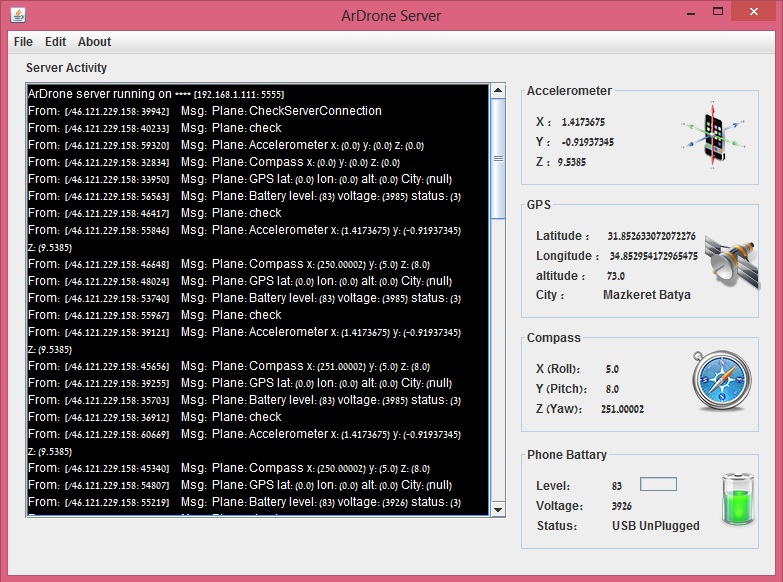 ArDrone Server
File Edit About
Server Activity
ArDrone server running on **** [192.168.1.111: 5555]
From: [/46.121.229.158: 39942] Msg: Plane: CheckServerConnection
From: [/46.121.229.158: 40233] Msg: Plane: check
From: [/46.121.229.158: 59320] Msg: Plane: Accelerometer X: (0.0) y: (0.0) Z: (0.0)
From: [/46.121.229.158: 32834] Msg: Plane: Compass X: (0.0) y: (0.0) Z: (0.0)
From: [/46.121.229.158: 33950] Msg: Plane: GPS lat: (0.0) lon: (0.0) alt: (0.0) City: (null)
From: [/46.121.229.158: 56563] Msg: Plane: Battery level: (83) voltage: (3985) status: (3)
From: [/46.121.229.158: 46417] Msg: Plane: check
From: [/46.121.229.158: 55846] Msg: Plane: Accelerometer X: (1.4173675) y: (-0.91937345)
Z: (9.5385)
From: [/46.121.229.158: 46648] Msg: Plane: Compass X: (250.00002) y: (5.0) Z: (8.0)
From: [/46.121.229.158: 48024] Msg: Plane: GPS lat: (0.0) lon: (0.0) alt: (0.0) City: (null)
From: [/46.121.229.158: 53740] Msg: Plane: Battery level: (83) voltage: (3985) status: (3)
From: [/46.121.229.158: 55967] Msg: Plane: check
From: [/46.121.229.158: 39121] Msg: Plane: Accelerometer X: (1.4173675) y: (-0.91937345)
Z: (9.5385)
From: [/46.121.229.158: 45656] Msg: Plane: Compass X: (251.00002) y: (5.0) Z: (8.0)
From: [/46.121.229.158: 39255] Msg: Plane: GPS lat: (0.0) lon: (0.0) alt: (0.0) City: (null)
From: [/46.121.229.158: 35703] Msg: Plane: Battery level: (83) voltage: (3985) status: (3)
From: [/46.121.229.158: 36912] Msg: Plane: check
From: [/46.121.229.158: 60669] Msg: Plane: Accelerometer X: (1.4173675) y: (-0.91937345)
Z: (9.5385)
From: [/46.121.229.158: 45340] Msg: Plane: Compass X: (250.00002) y: (5.0) Z: (8.0)
From: [/46.121.229.158: 54807] Msg: Plane: GPS lat: (0.0) lon: (0.0) alt: (0.0) City: (null)
From: [/46.121.229.158: 55219] Msg: Plane: Battery level: (83) voltage: (3926) status: (3)
Accelerometer
X : 1.4173675
Y : -0.91937345
Z : 9.5385
GPS
Latitude : 31.852633072072276
Longitude : 34.852954172965475
altitude : 73.0
City : Mazkeret Batya
Compass
X (Roll): 5.0
Y (Pitch): 8.0
Z (Yaw): 251.00002
Phone Battary
Level: 83
Voltage: 3926
Status: USB UnPlugged